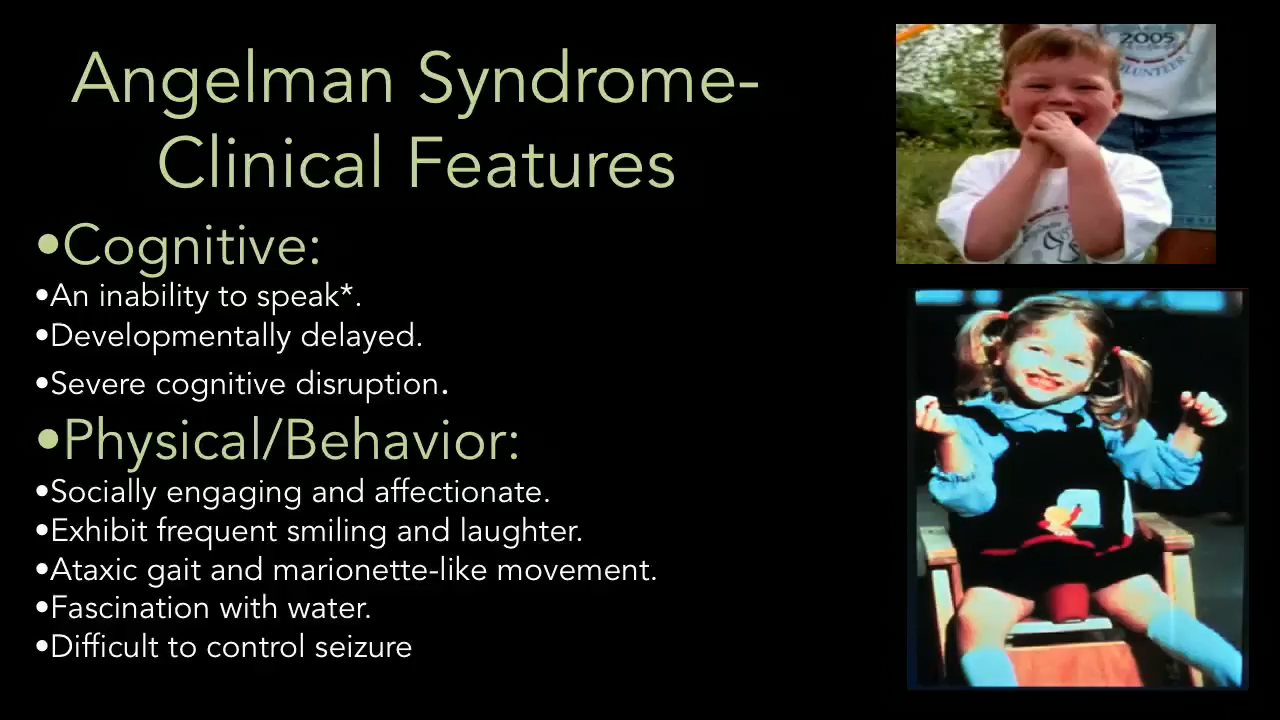 Angelman Syndrome-
Clinical Features
•Cognitive:
•An inability to speak*.
•Developmentally delayed.
•Severe cognitive disruption.
•Physical/Behavior:
•Socially engaging and affectionate.
•Exhibit frequent smiling and laughter.
•Ataxic gait and marionette-like movement.
•Fascination with water.
•Difficult to control seizure
2005
VOLUNTEER